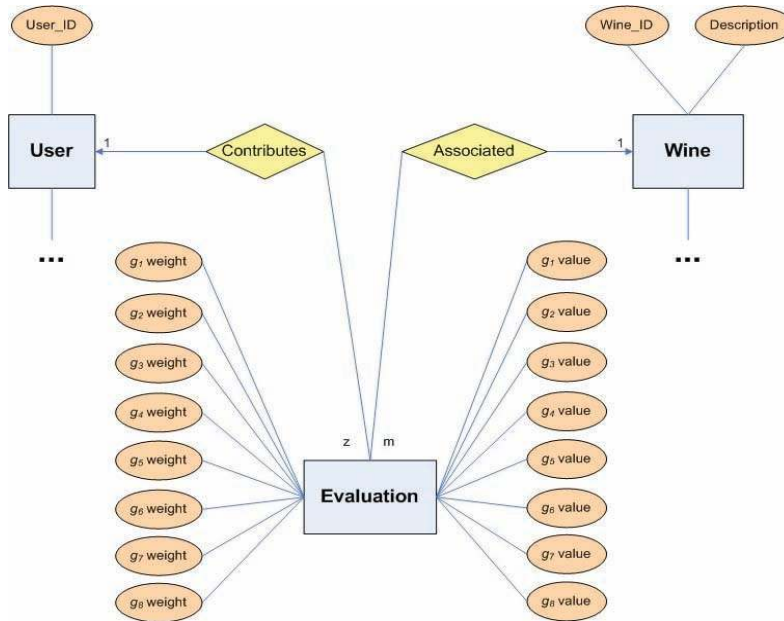 User_ID
Wine_ID
Description
User
1
Contributes
Associated
1
Wine
...
...
g1 weight
g2 weight
g3 weight
g4 weight
g5 weight
g6 weight
g7 weight
g8 weight
g1 value
g2 value
g3 value
g4 value
g5 value
g6 value
g7 value
g8 value
z
m
Evaluation